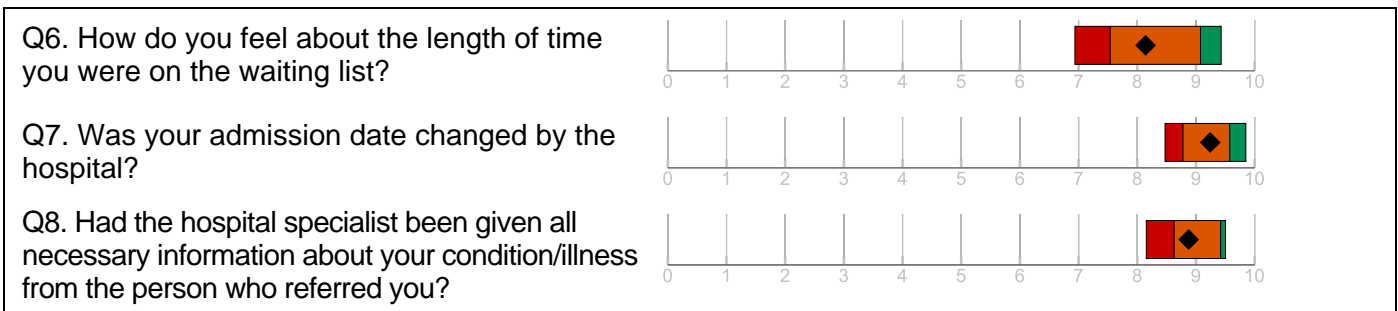 Q6. How do you feel about the length of time
you were on the waiting list?
0 1 2 3 4 5 6 7 8 9 10
Q7. Was your admission date changed by the
hospital?
0 1 2 3 4 5 6 7 8 9 10
Q8. Had the hospital specialist been given all
necessary information about your condition/illness
from the person who referred you?
0 1 2 3 4 5 6 7 8 9 10